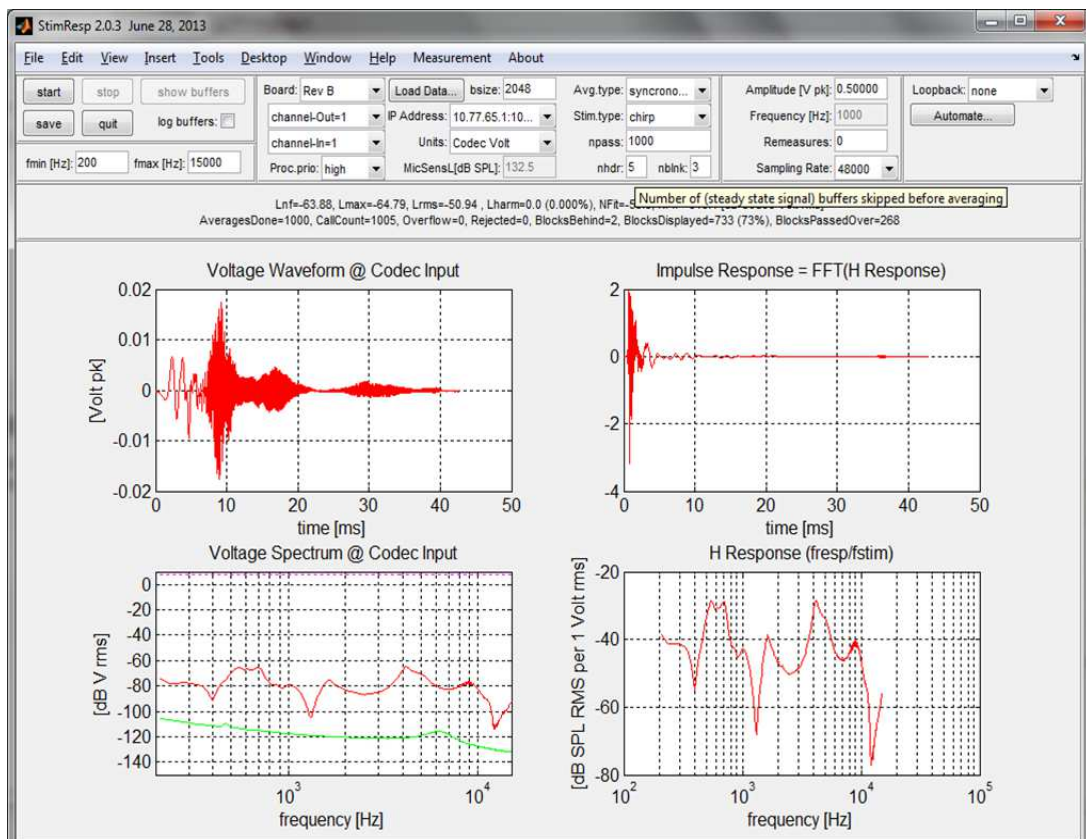 StimResp 2.0.3 June 28, 2013
File Edit View Insert Tools Desktop Window Help Measurement About
start stop show buffers
save quit log buffers:
fmin [Hz]: 200 fmax [Hz]: 15000
Board: Rev B Load Data... bsize: 2048
channel-Out=1 IP Address: 10.77.65.1:10...
channel-In=1 Units: Codec Volt
Proc.prio: high MicSensL[dB SPL]: 132.5
Avg.type: syncrono...
Stim.type: chirp
npass: 1000
nhdr: 5 nblnk: 3
Amplitude [V pk]: 0.50000
Frequency [Hz]: 1000
Remeasures: 0
Sampling Rate: 48000
Loopback: none
Automate...
Number of (steady state signal) buffers skipped before averaging
Lnf=-63.88, Lmax=-64.79, Lrms=-50.94 , Lharm=0.0 (0.000%), NFit=-5
AveragesDone=1000, CallCount=1005, Overflow=0, Rejected=0, BlocksBehind=2, BlocksDisplayed=733 (73%), BlocksPassedOver=268
Voltage Waveform @ Codec Input
[Volt pk]
0.02
0.01
0
-0.01
-0.02
0 10 20 30 40 50
time [ms]
Impulse Response = FFT(H Response)
2
0
-2
-4
0 10 20 30 40 50
time [ms]
Voltage Spectrum @ Codec Input
[dB V rms]
0
-20
-40
-60
-80
-100
-120
-140
10³ 10⁴
frequency [Hz]
H Response (fresp/fstim)
[dB SPL RMS per 1 Volt rms]
-20
-40
-60
-80
10² 10³ 10⁴ 10⁵
frequency [Hz]